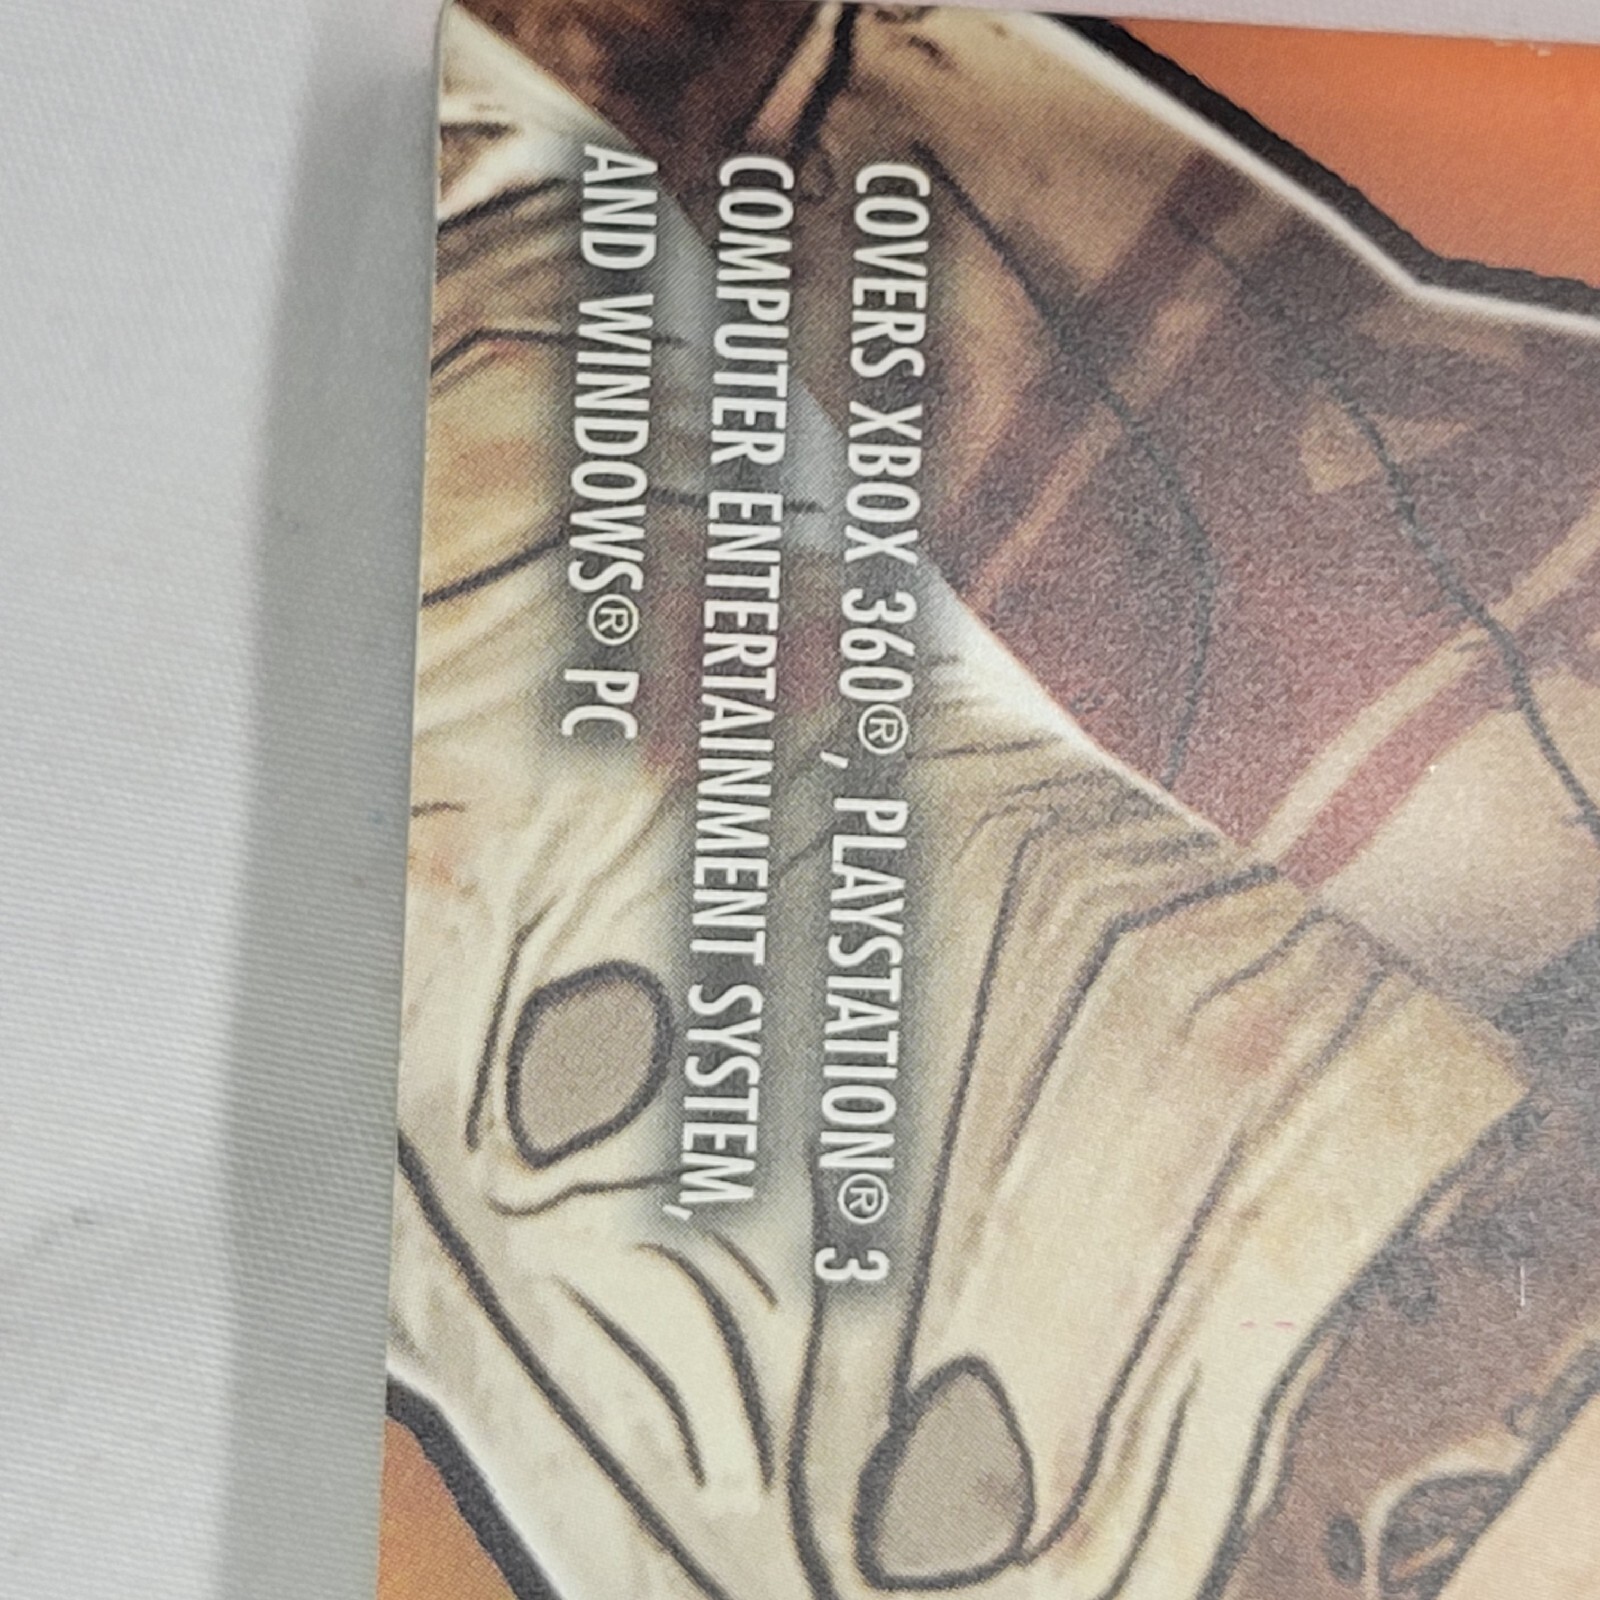 COVERS XBOX 360®, PLAYSTATION® 3
COMPUTER ENTERTAINMENT SYSTEM,
AND WINDOWS® PC